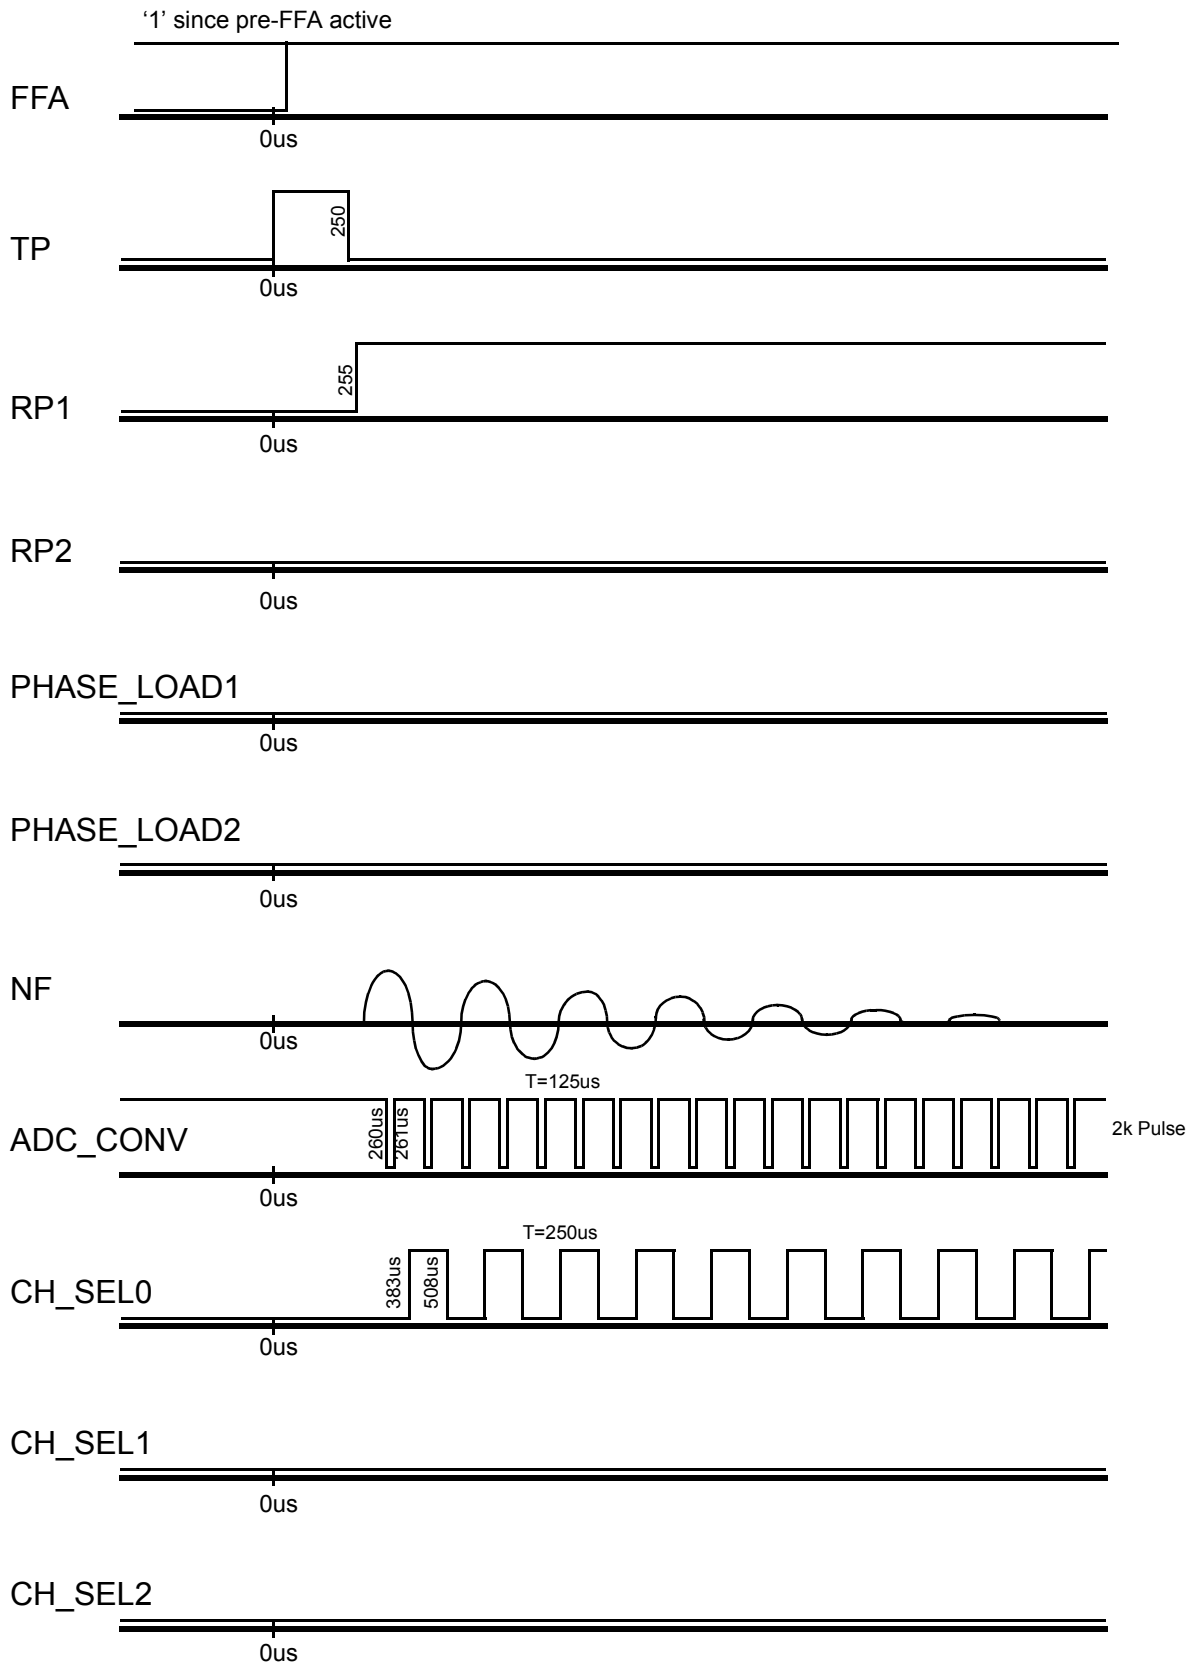 ‘1’ since pre-FFA active
FFA
0us
250
TP
0us
255
RP1
0us
RP2
0us
PHASE_LOAD1
0us
PHASE_LOAD2
0us
NF
0us
T=125us
260us
261us
ADC_CONV
2k Pulse
0us
T=250us
383us
508us
CH_SEL0
0us
CH_SEL1
0us
CH_SEL2
0us